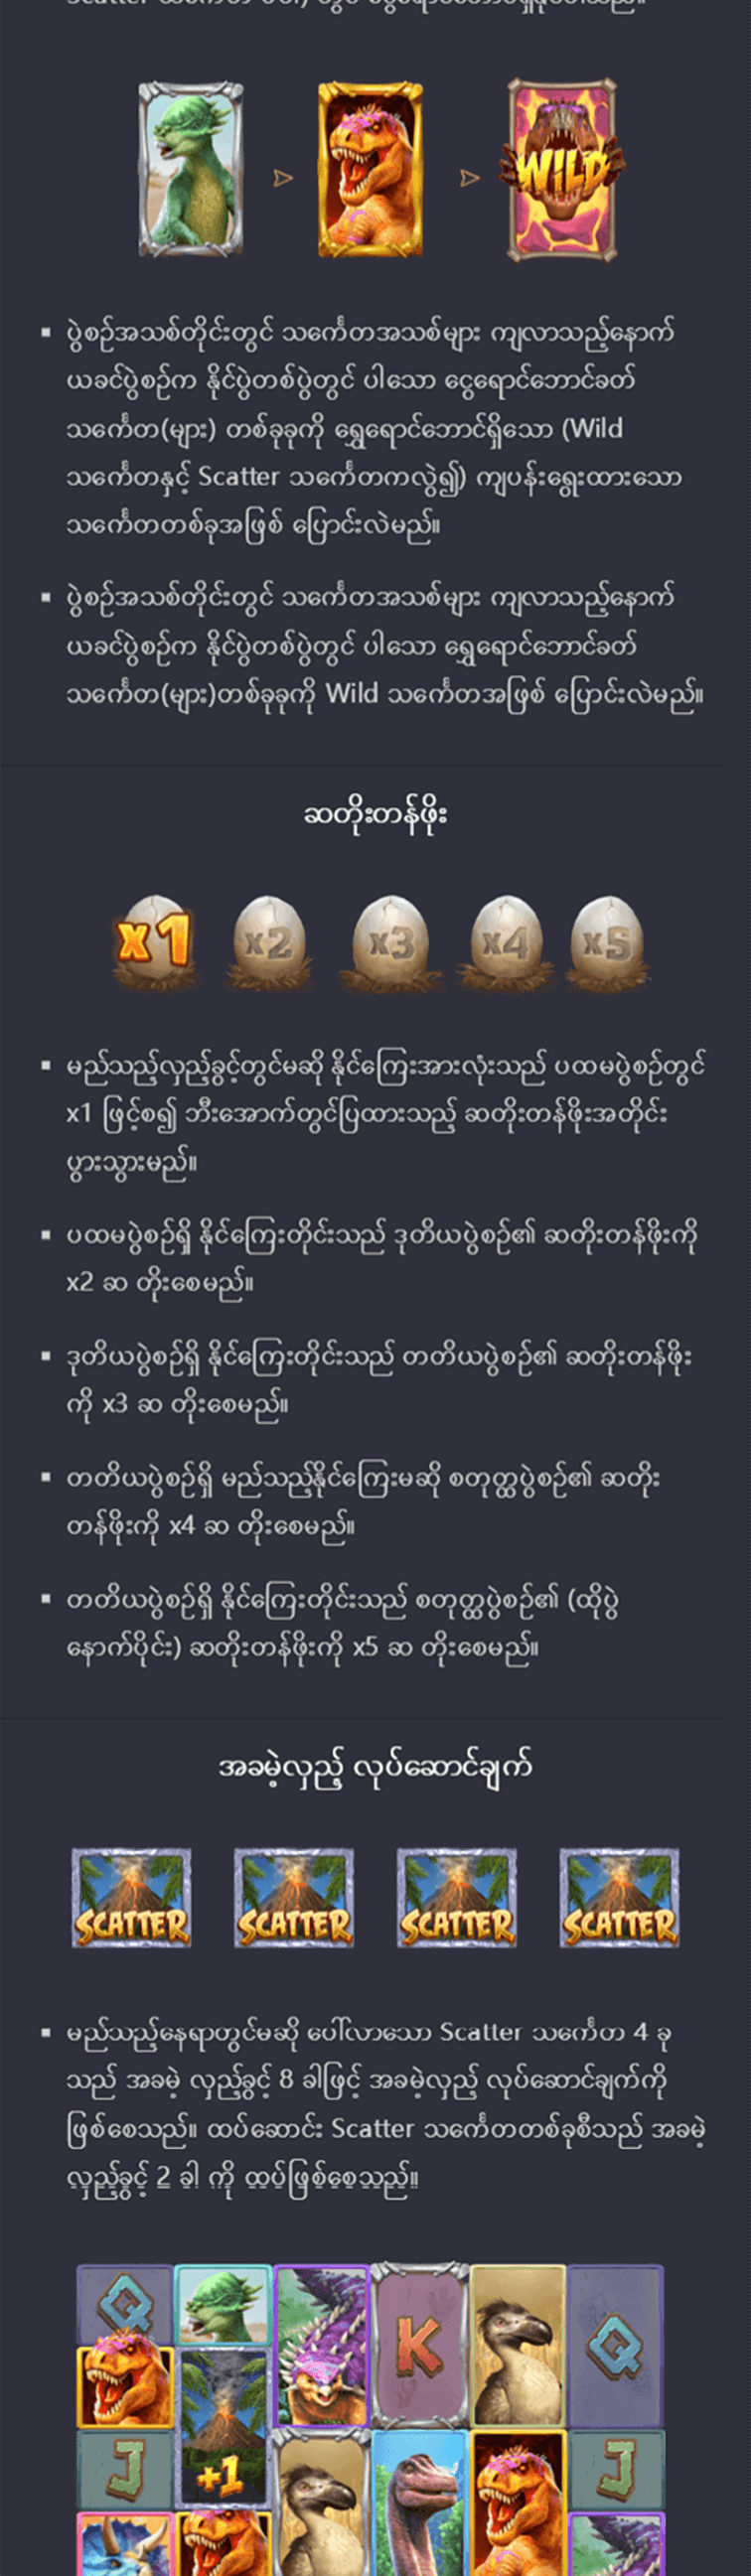 WILD
ပွဲစဉ်အသစ်တိုင်းတွင် သင်္ကေတအသစ်များ ကျလာသည့်နောက်
ယခင်ပွဲစဉ်က နိုင်ပွဲတစ်ပွဲတွင် ပါသော ငွေရောင်ဘောင်ခတ်
သင်္ကေတ(များ) တစ်ခုခုကို ရွှေရောင်ဘောင်ရှိသော (Wild
သင်္ကေတနှင့် Scatter သင်္ကေတကလွဲ၍) ကျပန်းရွေးထားသော
သင်္ကေတတစ်ခုအဖြစ် ပြောင်းလဲမည်။
ပွဲစဉ်အသစ်တိုင်းတွင် သင်္ကေတအသစ်များ ကျလာသည့်နောက်
ယခင်ပွဲစဉ်က နိုင်ပွဲတစ်ပွဲတွင် ပါသော ရွှေရောင်ဘောင်ခတ်
သင်္ကေတ(များ)တစ်ခုခုကို Wild သင်္ကေတအဖြစ် ပြောင်းလဲမည်။
ဆတိုးတန်ဖိုး
x1 x2 x3 x4 x5
မည်သည့်လှည့်ခွင့်တွင်မဆို နိုင်ကြေးအားလုံးသည် ပထမပွဲစဉ်တွင်
x1 ဖြင့်စ၍ ဘီးအောက်တွင်ပြထားသည့် ဆတိုးတန်ဖိုးအတိုင်း
ပွားသွားမည်။
ပထမပွဲစဉ်ရှိ နိုင်ကြေးတိုင်းသည် ဒုတိယပွဲစဉ်၏ ဆတိုးတန်ဖိုးကို
x2 ဆ တိုးစေမည်။
ဒုတိယပွဲစဉ်ရှိ နိုင်ကြေးတိုင်းသည် တတိယပွဲစဉ်၏ ဆတိုးတန်ဖိုး
ကို x3 ဆ တိုးစေမည်။
တတိယပွဲစဉ်ရှိ မည်သည့်နိုင်ကြေးမဆို စတုတ္ထပွဲစဉ်၏ ဆတိုး
တန်ဖိုးကို x4 ဆ တိုးစေမည်။
တတိယပွဲစဉ်ရှိ နိုင်ကြေးတိုင်းသည် စတုတ္ထပွဲစဉ်၏ (ထိုပွဲ
နောက်ပိုင်း) ဆတိုးတန်ဖိုးကို x5 ဆ တိုးစေမည်။
အခမဲ့လှည့် လုပ်ဆောင်ချက်
SCATTER SCATTER SCATTER SCATTER
မည်သည့်နေရာတွင်မဆို ပေါ်လာသော Scatter သင်္ကေတ 4 ခု
သည် အခမဲ့ လှည့်ခွင့် 8 ခါဖြင့် အခမဲ့လှည့် လုပ်ဆောင်ချက်ကို
ဖြစ်စေသည်။ ထပ်ဆောင်း Scatter သင်္ကေတတစ်ခုစီသည် အခမဲ့
လှည့်ခွင့် 2 ခါ ကို ထပ်ဖြစ်စေသည်။
Q K Q
J +1 J